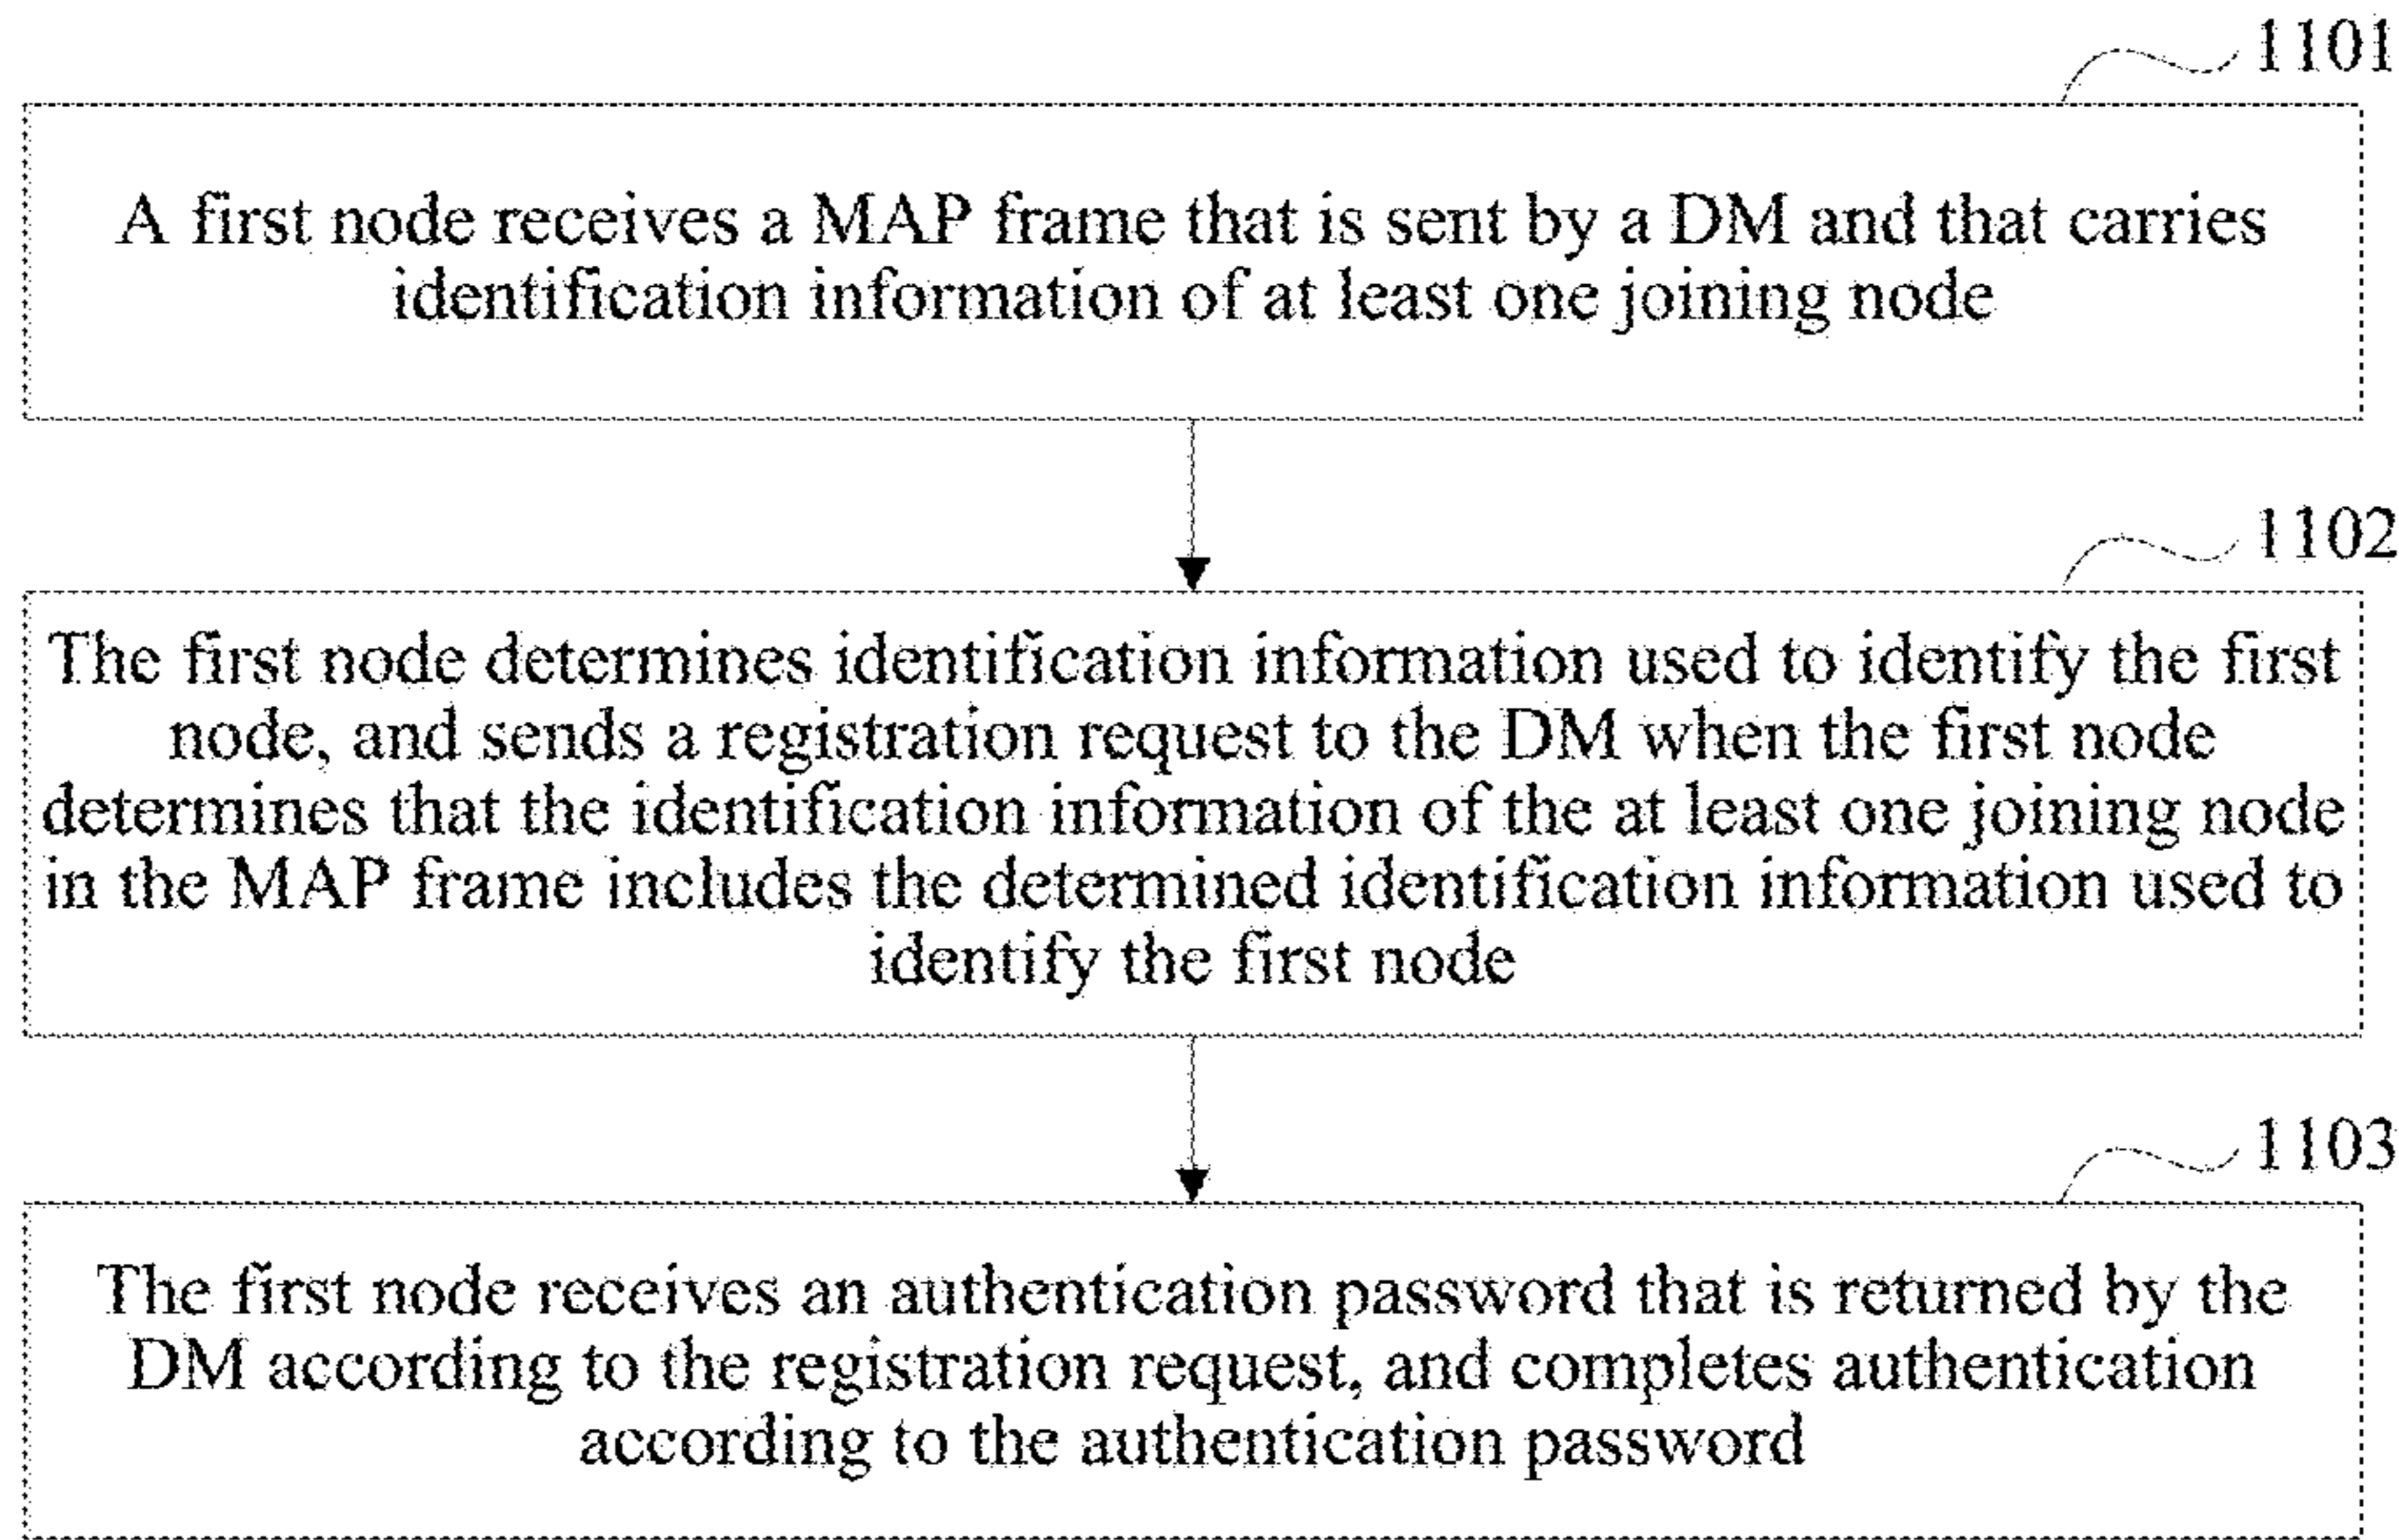 1101
A first node receives a MAP frame that is sent by a DM and that carries
identification information of at least one joining node
1102
The first node determines identification information used to identify the first
node, and sends a registration request to the DM when the first node
determines that the identification information of the at least one joining node
in the MAP frame includes the determined identification information used to
identify the first node
1103
The first node receives an authentication password that is returned by the
DM according to the registration request, and completes authentication
according to the authentication password